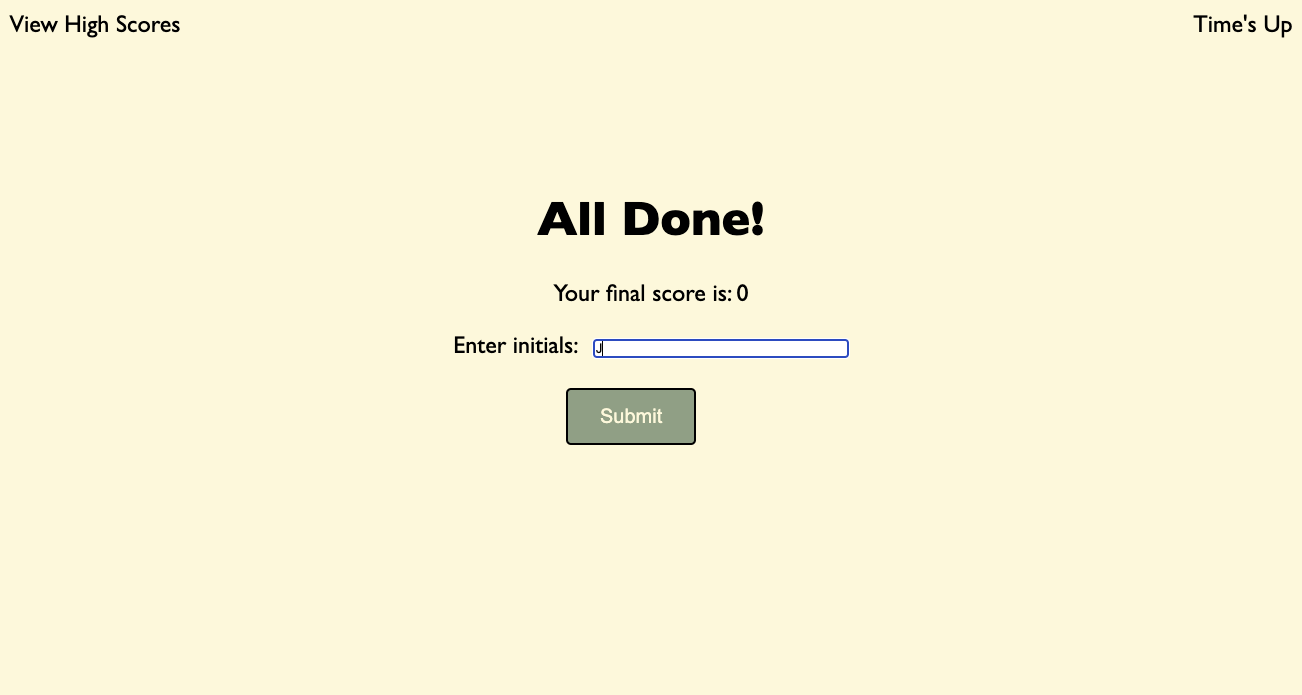 View High Scores
Time's Up
All Done!
Your final score is: 0
Enter initials: J
Submit